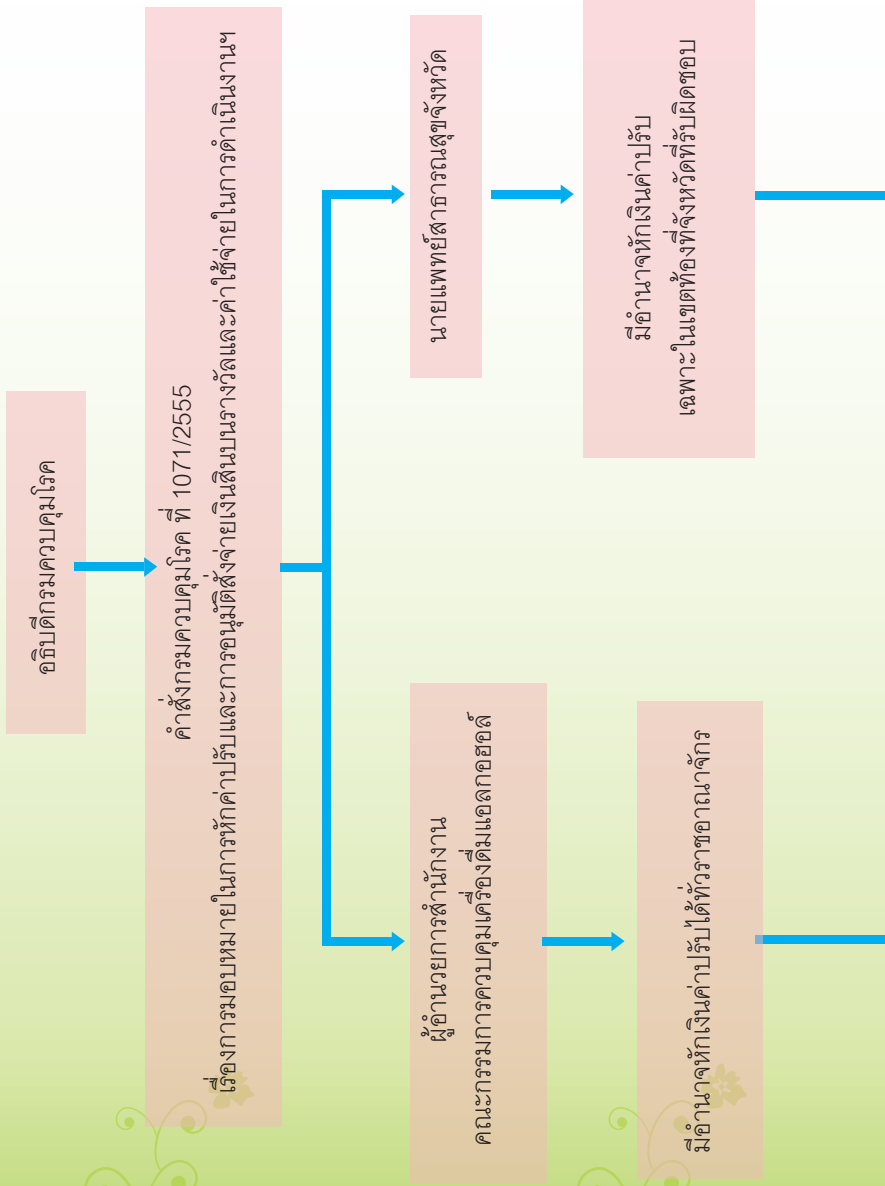 อธิบดีกรมควบคุมโรค
คำสั่งกรมควบคุมโรค ที่ 1071/2555
เรื่องการมอบหมายในการหักค่าปรับและการอนุมัติสั่งจ่ายเงินสินบนรางวัลและค่าใช้จ่ายในการดำเนินงานฯ
ผู้อำนวยการสำนักงาน
คณะกรรมการควบคุมเครื่องดื่มแอลกอฮอล์
มีอำนาจหักเงินค่าปรับได้ทั่วราชอาณาจักร
นายแพทย์สาธารณสุขจังหวัด
มีอำนาจหักเงินค่าปรับ
เฉพาะในเขตท้องที่จังหวัดที่รับผิดชอบ